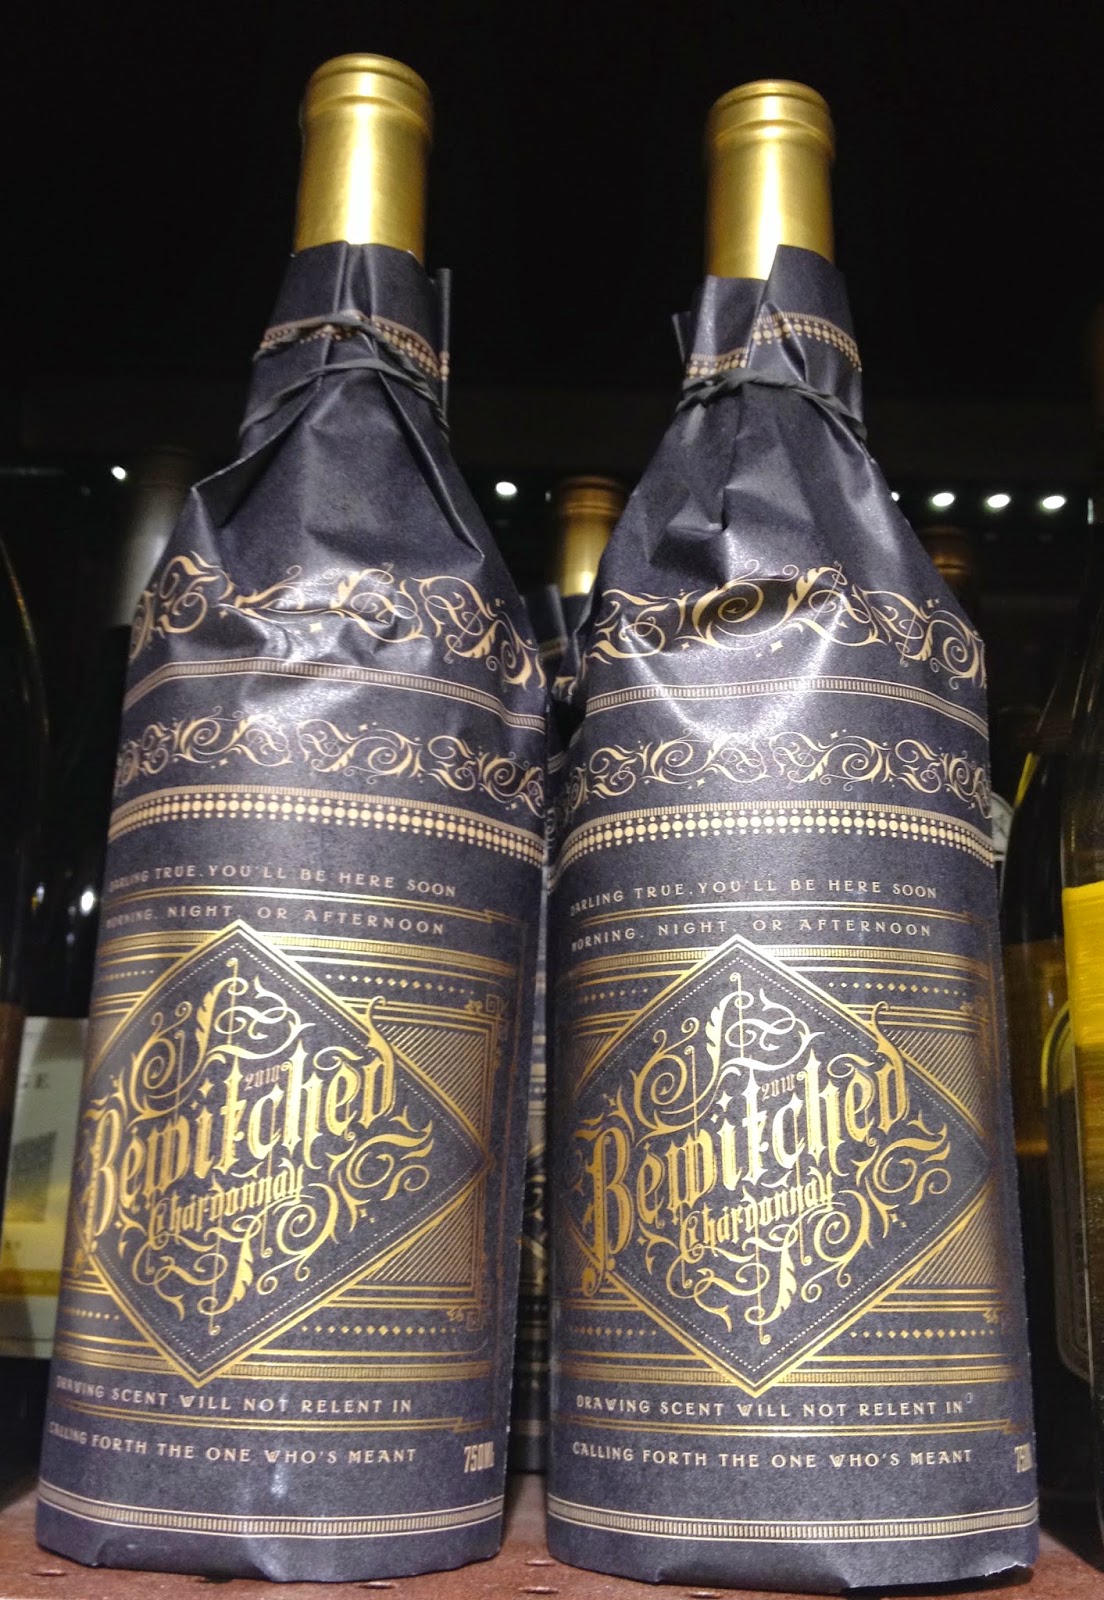 DARLING TRUE, YOU'LL BE HERE SOON
MORNING, NIGHT OR AFTERNOON
2010
Bewitched
Chardonnay
DRAWING SCENT WILL NOT RELENT IN
CALLING FORTH THE ONE WHO'S MEANT
750ML
DARLING TRUE, YOU'LL BE HERE SOON
MORNING, NIGHT OR AFTERNOON
2010
Bewitched
Chardonnay
DRAWING SCENT WILL NOT RELENT IN
CALLING FORTH THE ONE WHO'S MEANT